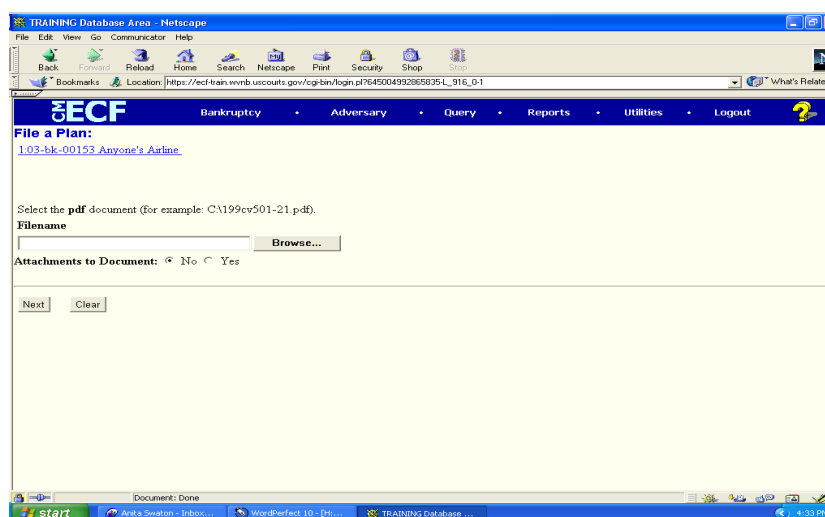 TRAINING Database Area - Netscape
File Edit View Go Communicator Help
Back Forward Reload Home Search Netscape Print Security Shop Stop
Bookmarks Location: https://ecf-train.wvnb.uscourts.gov/cgi-bin/login.pl?645004992865835-L_916_0-1 What's Relate
CM ECF Bankruptcy • Adversary • Query • Reports • Utilities • Logout ?
File a Plan:
1:03-bk-00153 Anyone's Airline
Select the pdf document (for example: C:\199cv501-21.pdf).
Filename
Browse...
Attachments to Document: No Yes
Next Clear
Document: Done
start Anita Swaton - Inbox... WordPerfect 10 - [H:... TRAINING Database ... 4:33 PM